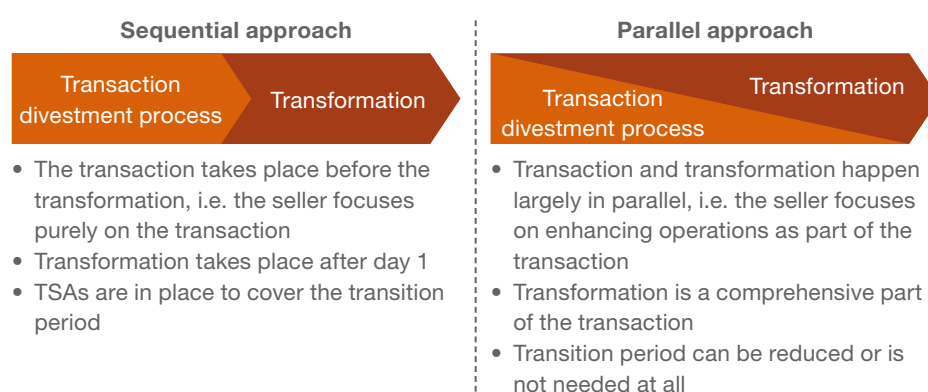 Sequential approach
Transaction
divestment process
Transformation
• The transaction takes place before the
transformation, i.e. the seller focuses
purely on the transaction
• Transformation takes place after day 1
• TSAs are in place to cover the transition
period
Parallel approach
Transformation
Transaction
divestment process
• Transaction and transformation happen
largely in parallel, i.e. the seller focuses
on enhancing operations as part of the
transaction
• Transformation is a comprehensive part
of the transaction
• Transition period can be reduced or is
not needed at all